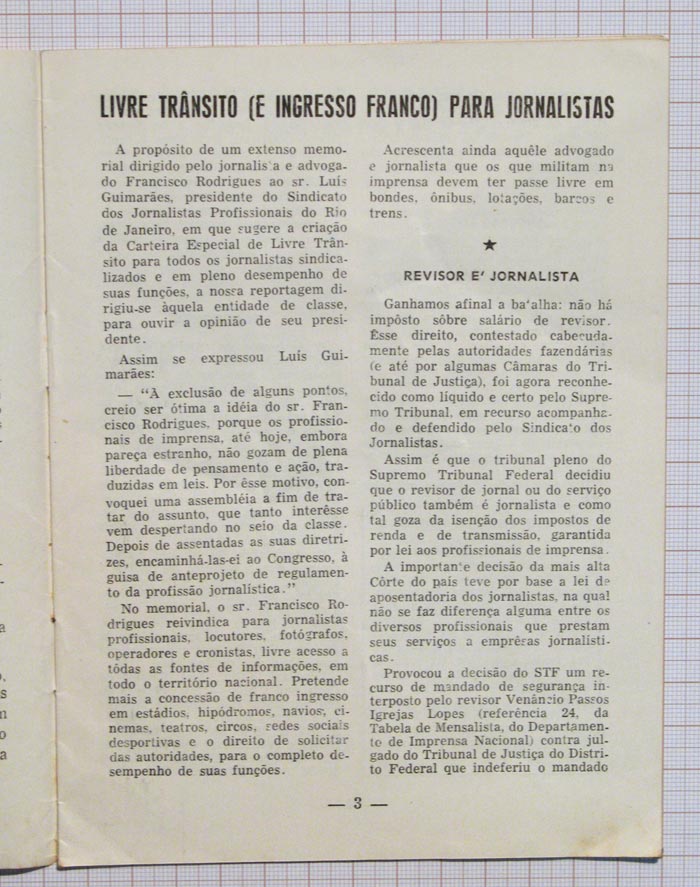 LIVRE TRÂNSITO (E INGRESSO FRANCO) PARA JORNALISTAS
A propósito de um extenso memo-
rial dirigido pelo jornalis a e advoga-
do Francisco Rodrigues ao sr. Luís
Guimarães, presidente do Sindicato
dos Jornalistas Profissionais do Rio
de Janeiro, em que sugere a criação
da Carteira Especial de Livre Trân-
sito para todos os jornalistas sindica-
lizados e em pleno desempenho de
suas funções, a nossa reportagem di-
rigiu-se àquela entidade de classe,
para ouvir a opinião de seu presi-
dente.
Assim se expressou Luís Gui-
marães:
— "À exclusão de alguns pontos,
creio ser ótima a idéia do sr. Fran-
cisco Rodrigues, porque os profissio-
nais de imprensa, até hoje, embora
pareça estranho, não gozam de plena
liberdade de pensamento e ação, tra-
duzidas em leis. Por êsse motivo, con-
voquei uma assembléia a fim de tra-
tar do assunto, que tanto interêsse
vem despertando no seio da classe.
Depois de assentadas as suas diretri-
zes, encaminhá-las-ei ao Congresso, à
guisa de anteprojeto de regulamen-
to da profissão jornalística."
No memorial, o sr. Francisco Ro-
drigues reivindica para jornalistas
profissionais, locutores, fotógrafos,
operadores e cronistas, livre acesso a
tôdas as fontes de informações, em
todo o território nacional. Pretende
mais a concessão de franco ingresso
em estádios, hipódromos, navios, ci-
nemas, teatros, circos, sedes sociais
desportivas e o direito de solicitar
das autoridades, para o completo de-
sempenho de suas funções.
Acrescenta ainda aquêle advogado
e jornalista que os que militam na
imprensa devem ter passe livre em
bondes, ônibus, lotações, barcos e
trens.
★
REVISOR E' JORNALISTA
Ganhamos afinal a ba'alha: não há
impôsto sôbre salário de revisor.
Esse direito, contestado cabeçuda-
mente pelas autoridades fazendárias
(e até por algumas Câmaras do Tri-
bunal de Justiça), foi agora reconhe-
cido como líquido e certo pelo Supre-
mo Tribunal, em recurso acompanha-
do e defendido pelo Sindicato dos
Jornalistas.
Assim é que o tribunal pleno do
Supremo Tribunal Federal decidiu
que o revisor de jornal ou do serviço
público também é jornalista e como
tal goza da isenção dos impostos de
renda e de transmissão, garantida
por lei aos profissionais de imprensa.
A importante decisão da mais alta
Côrte do país teve por base a lei de
aposentadoria dos jornalistas, na qual
não se faz diferença alguma entre os
diversos profissionais que prestam
seus serviços a emprêsas jornalísti-
cas.
Provocou a decisão do STF um re-
curso de mandado de segurança in-
terposto pelo revisor Venâncio Passos
Igrejas Lopes (referência 24, da
Tabela de Mensalista, do Departamen-
to de Imprensa Nacional) contra jul-
gado do Tribunal de Justiça do Distri-
to Federal que indeferiu o mandado
— 3 —